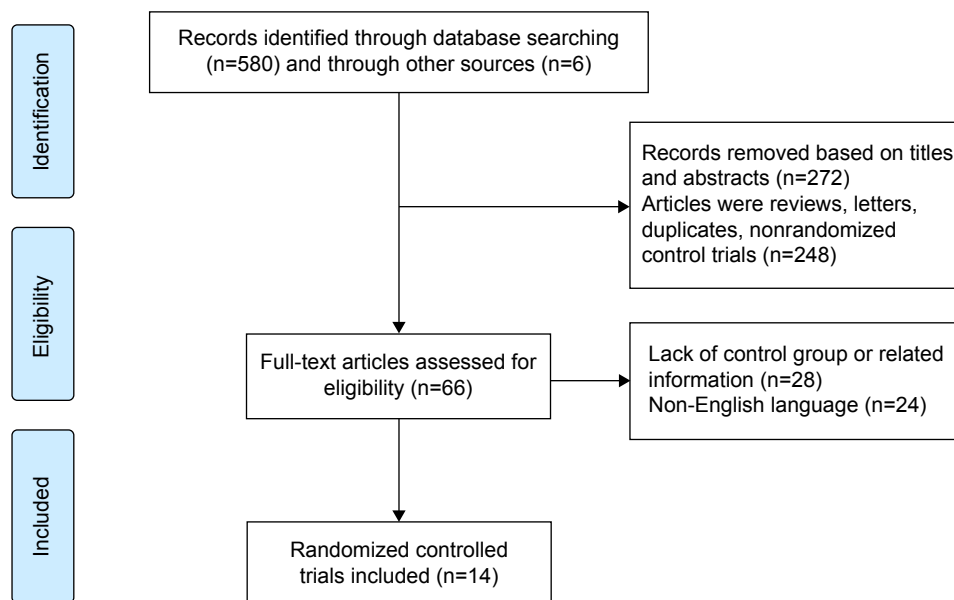 Identification
Records identified through database searching
(n=580) and through other sources (n=6)
Records removed based on titles
and abstracts (n=272)
Articles were reviews, letters,
duplicates, nonrandomized
control trials (n=248)
Eligibility
Full-text articles assessed for
eligibility (n=66)
Lack of control group or related
information (n=28)
Non-English language (n=24)
Included
Randomized controlled
trials included (n=14)